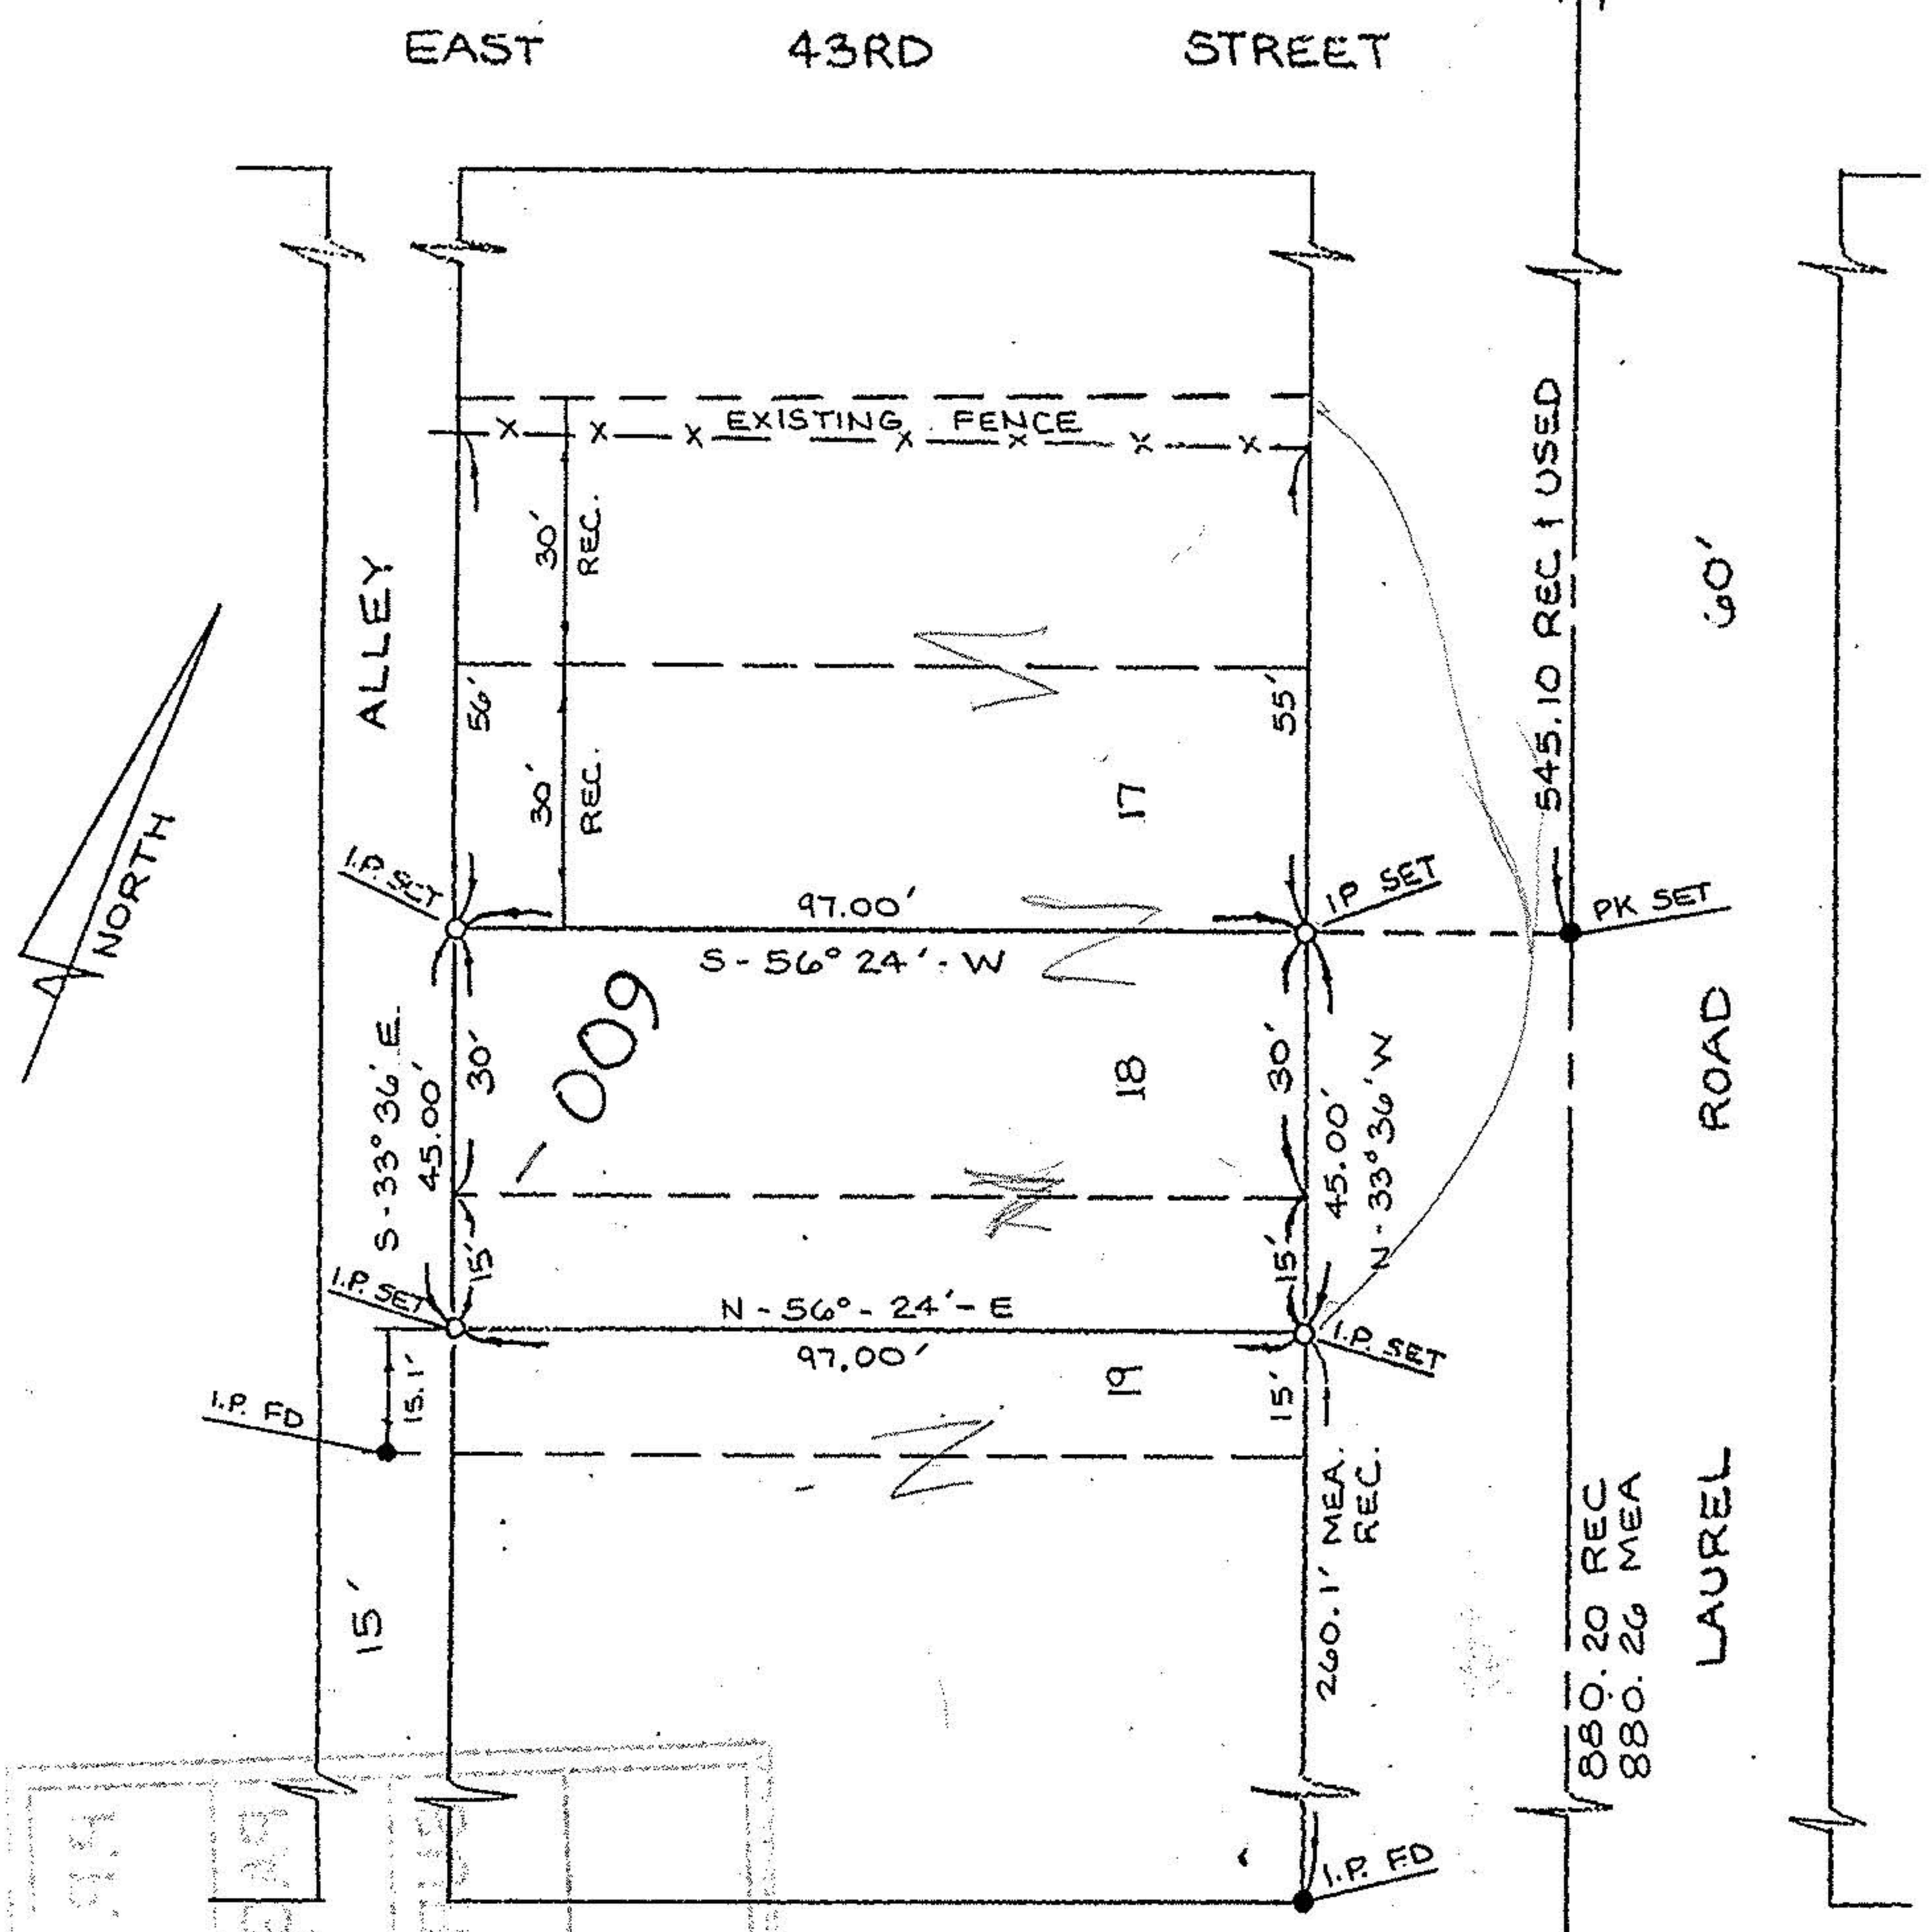 EAST 43RD STREET
EXISTING FENCE
30'
REC.
545.10 REC & USED
60'
ALLEY
56'
55'
30'
REC.
17
NORTH
I.P. SET
97.00'
I.P SET
PK SET
S-56° 24'-W
009
S-33°36' E.
45.00'
30'
18
30'
45.00'
N-33°36'W
ROAD
15'
15'
I.P. SET
N-56°-24'-E
97.00'
I.P. SET
15.1'
19
15'
I.P. FD
260.1' MEA.
REC.
880.20 REC
880.26 MEA
LAUREL
15'
I.P. FD